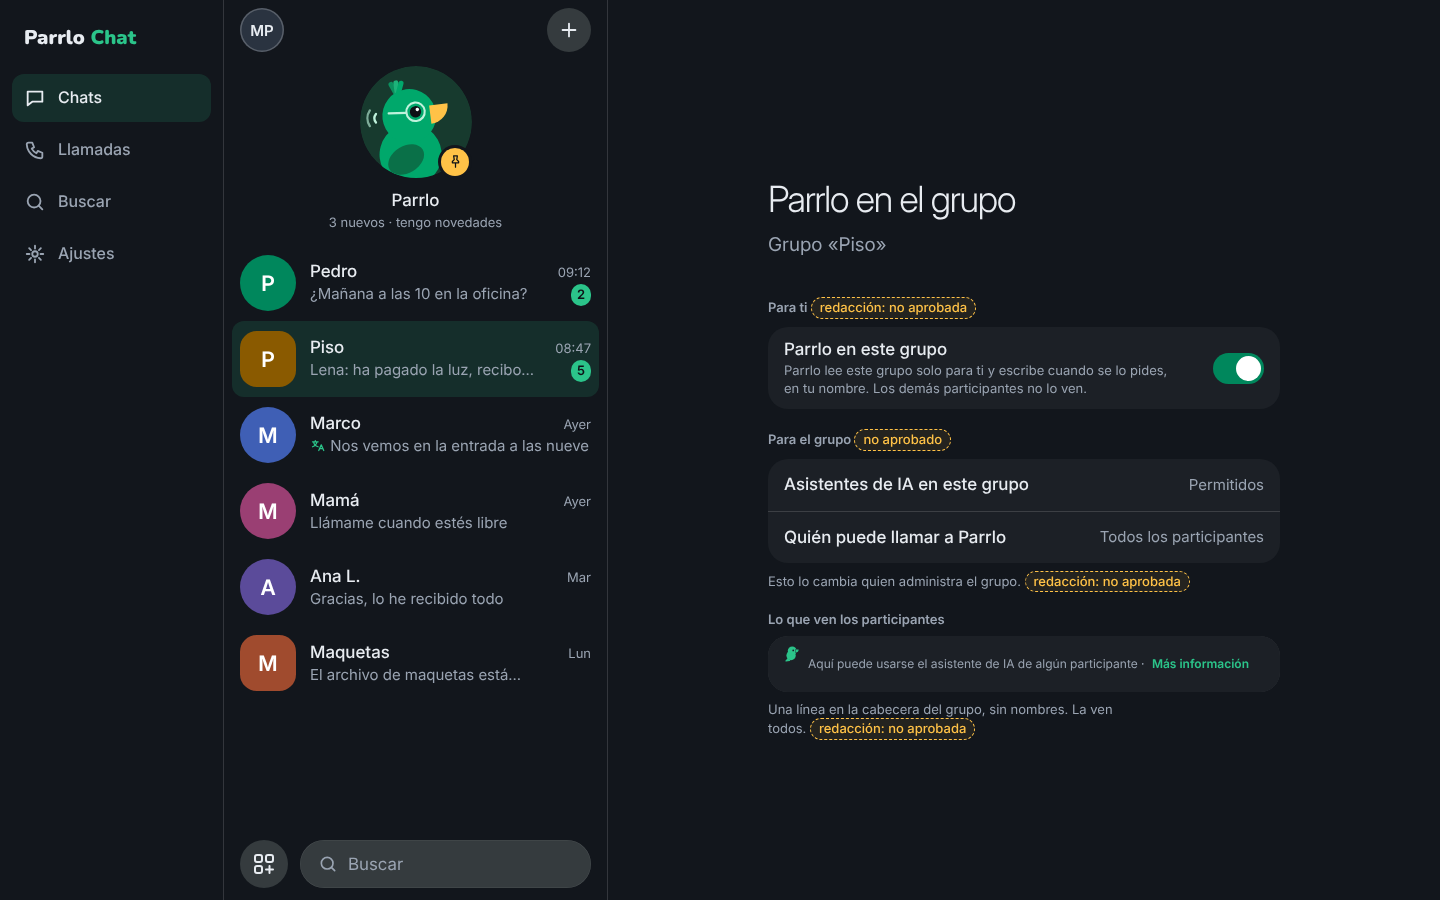 Parrlo Chat
Chats
Llamadas
Buscar
Ajustes
MP
Parrlo
3 nuevos · tengo novedades
P
Pedro
09:12
¿Mañana a las 10 en la oficina?
2
P
Piso
08:47
Lena: ha pagado la luz, recibo...
5
M
Marco
Ayer
Nos vemos en la entrada a las nueve
M
Mamá
Ayer
Llámame cuando estés libre
A
Ana L.
Mar
Gracias, lo he recibido todo
M
Maquetas
Lun
El archivo de maquetas está...
Buscar
Parrlo en el grupo
Grupo «Piso»
Para ti redacción: no aprobada
Parrlo en este grupo
Parrlo lee este grupo solo para ti y escribe cuando se lo pides,
en tu nombre. Los demás participantes no lo ven.
Para el grupo no aprobado
Asistentes de IA en este grupo
Permitidos
Quién puede llamar a Parrlo
Todos los participantes
Esto lo cambia quien administra el grupo. redacción: no aprobada
Lo que ven los participantes
Aquí puede usarse el asistente de IA de algún participante · Más información
Una línea en la cabecera del grupo, sin nombres. La ven
todos. redacción: no aprobada